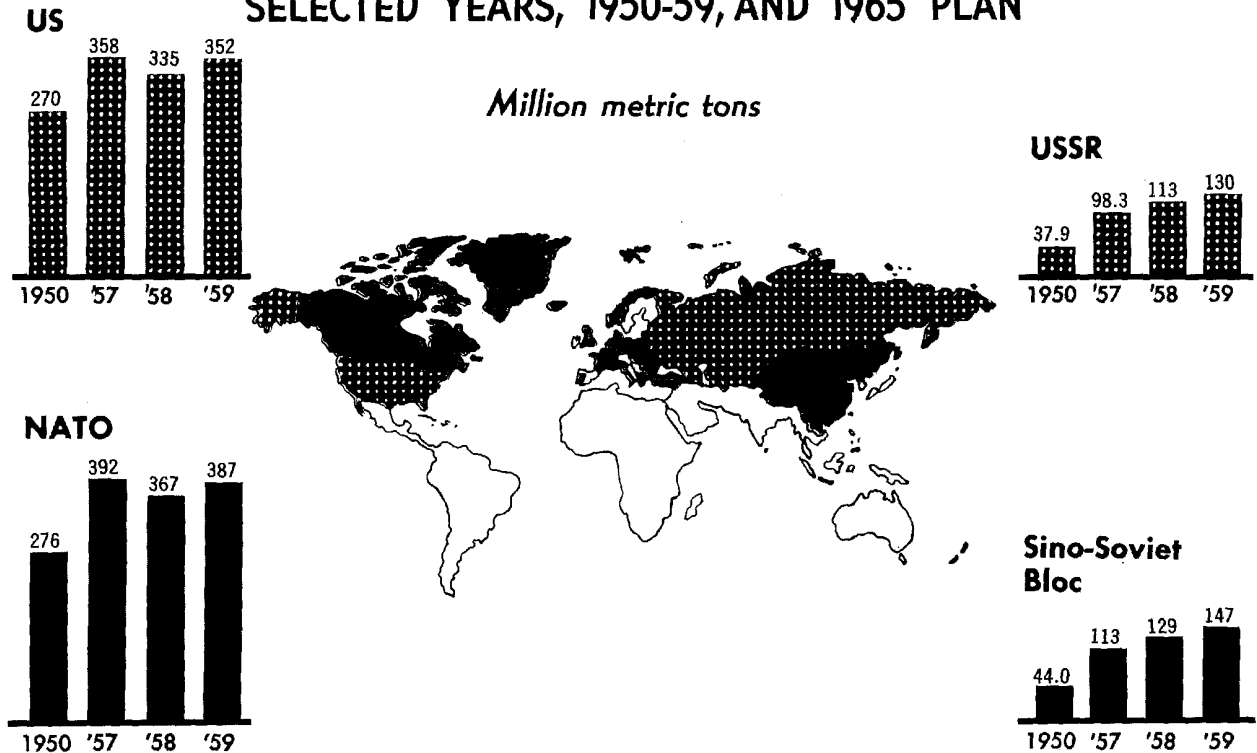 SELECTED YEARS, 1950-59, AND 1965 PLAN
US
270 358 335 352
1950 '57 '58 '59
Million metric tons
USSR
37.9 98.3 113 130
1950 '57 '58 '59
NATO
276 392 367 387
1950 '57 '58 '59
Sino-Soviet
Bloc
44.0 113 129 147
1950 '57 '58 '59